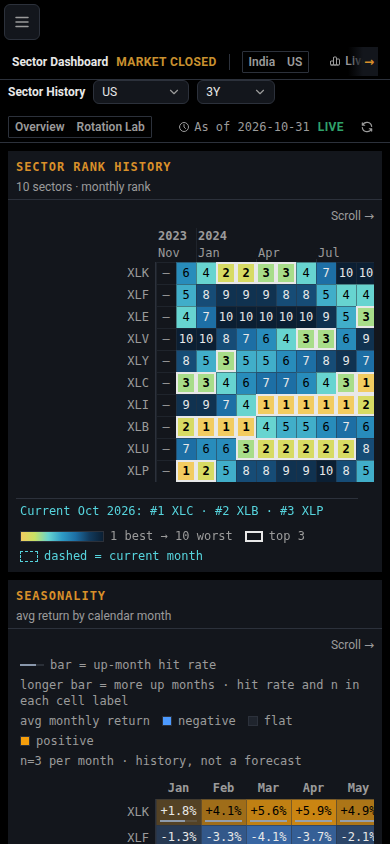 Sector Dashboard MARKET CLOSED India US Liv →
Sector History US 3Y
Overview Rotation Lab As of 2026-10-31 LIVE
SECTOR RANK HISTORY
10 sectors · monthly rank
Scroll →
2023 2024
Nov Jan Apr Jul
XLK — 6 4 2 2 3 3 4 7 10 10
XLF — 5 8 9 9 9 8 8 5 4 4
XLE — 4 7 10 10 10 10 10 9 5 3
XLV — 10 10 8 7 6 4 3 3 6 9
XLY — 8 5 3 5 5 6 7 8 9 7
XLC — 3 3 4 6 7 7 6 4 3 1
XLI — 9 9 7 4 1 1 1 1 1 2
XLB — 2 1 1 1 4 5 5 6 7 6
XLU — 7 6 6 3 2 2 2 2 2 8
XLP — 1 2 5 8 8 9 9 10 8 5
Current Oct 2026: #1 XLC · #2 XLB · #3 XLP
1 best → 10 worst top 3
dashed = current month
SEASONALITY
avg return by calendar month
Scroll →
bar = up-month hit rate
longer bar = more up months · hit rate and n in
each cell label
avg monthly return negative flat
positive
n=3 per month · history, not a forecast
Jan Feb Mar Apr May
XLK +1.8% +4.1% +5.6% +5.9% +4.9%
XLF -1.3% -3.3% -4.1% -3.7% -2.1%